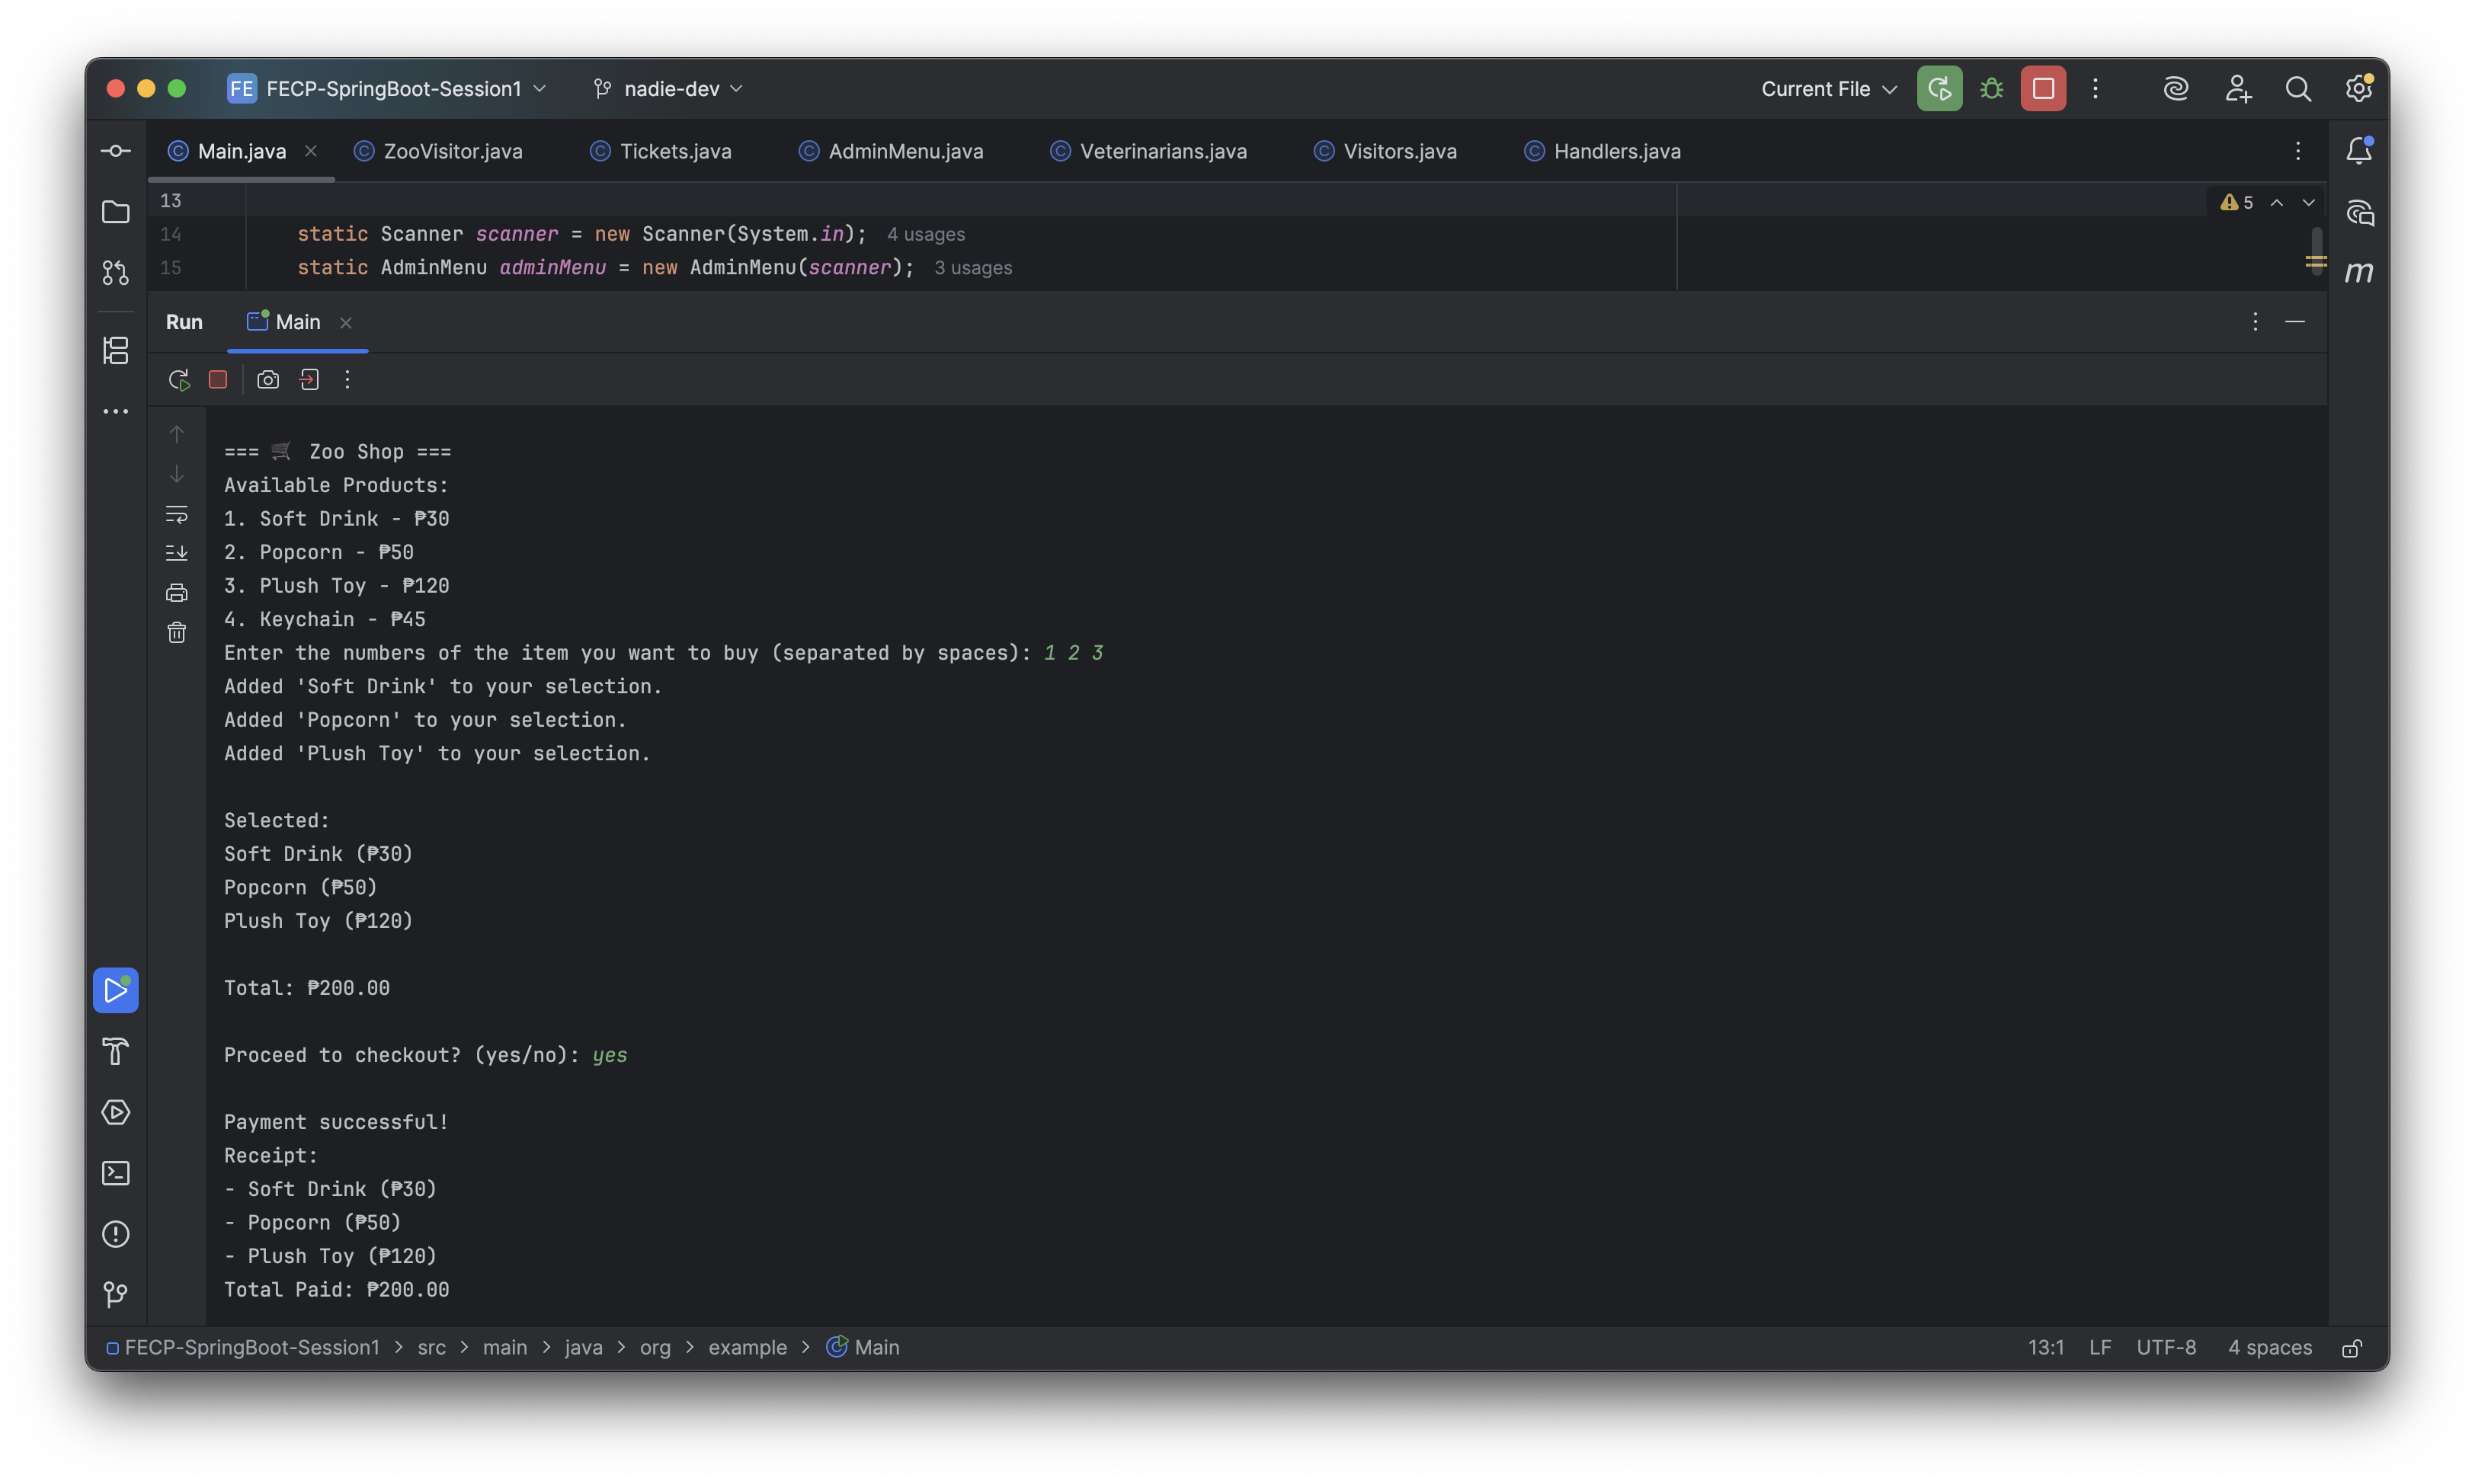 FE FECP-SpringBoot-Session1 nadie-dev Current File
Main.java ZooVisitor.java Tickets.java AdminMenu.java Veterinarians.java Visitors.java Handlers.java
13
14 static Scanner scanner = new Scanner(System.in); 4 usages
15 static AdminMenu adminMenu = new AdminMenu(scanner); 3 usages
5
m
Run Main
=== 🛒 Zoo Shop ===
Available Products:
1. Soft Drink - ₱30
2. Popcorn - ₱50
3. Plush Toy - ₱120
4. Keychain - ₱45
Enter the numbers of the item you want to buy (separated by spaces): 1 2 3
Added 'Soft Drink' to your selection.
Added 'Popcorn' to your selection.
Added 'Plush Toy' to your selection.
Selected:
Soft Drink (₱30)
Popcorn (₱50)
Plush Toy (₱120)
Total: ₱200.00
Proceed to checkout? (yes/no): yes
Payment successful!
Receipt:
- Soft Drink (₱30)
- Popcorn (₱50)
- Plush Toy (₱120)
Total Paid: ₱200.00
FECP-SpringBoot-Session1 > src > main > java > org > example > Main 13:1 LF UTF-8 4 spaces